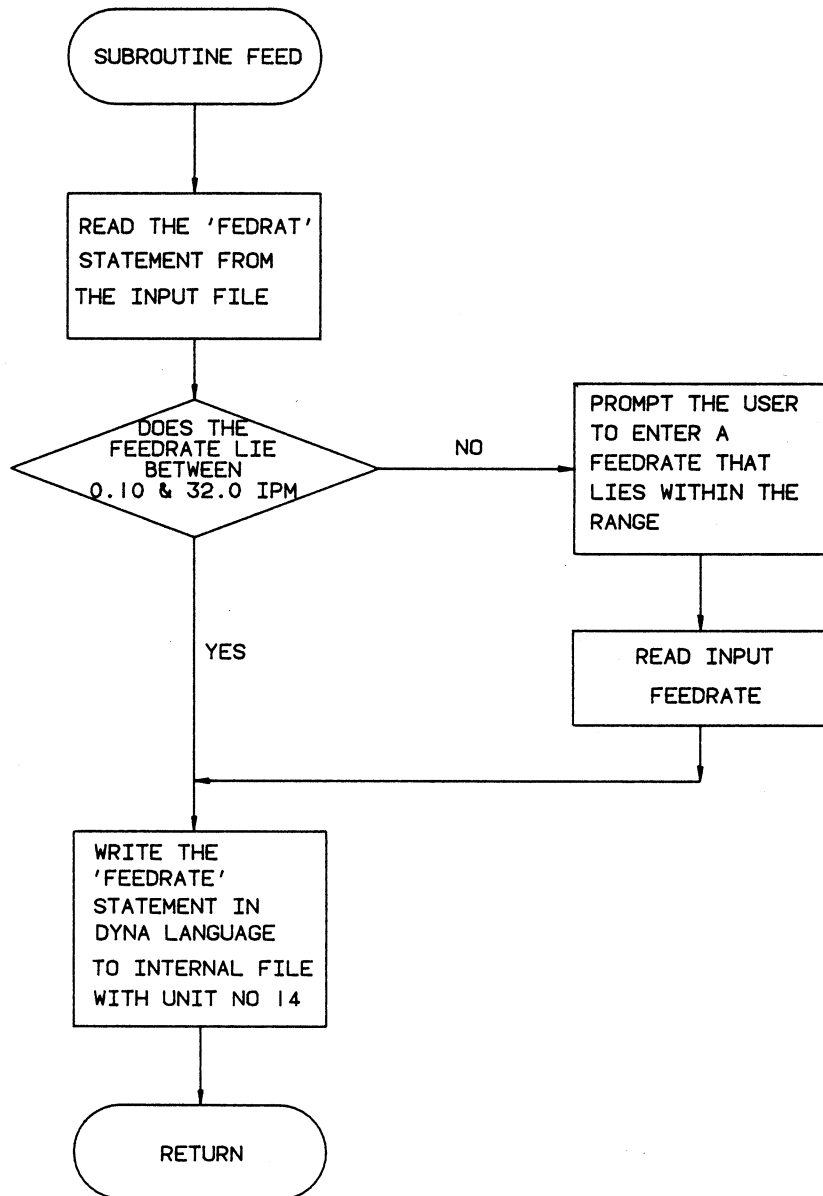 SUBROUTINE FEED
READ THE 'FEDRAT'
STATEMENT FROM
THE INPUT FILE
DOES THE
FEEDRATE LIE
BETWEEN
0.10 & 32.0 IPM
NO
PROMPT THE USER
TO ENTER A
FEEDRATE THAT
LIES WITHIN THE
RANGE
YES
READ INPUT
FEEDRATE
WRITE THE
'FEEDRATE'
STATEMENT IN
DYNA LANGUAGE
TO INTERNAL FILE
WITH UNIT NO 14
RETURN